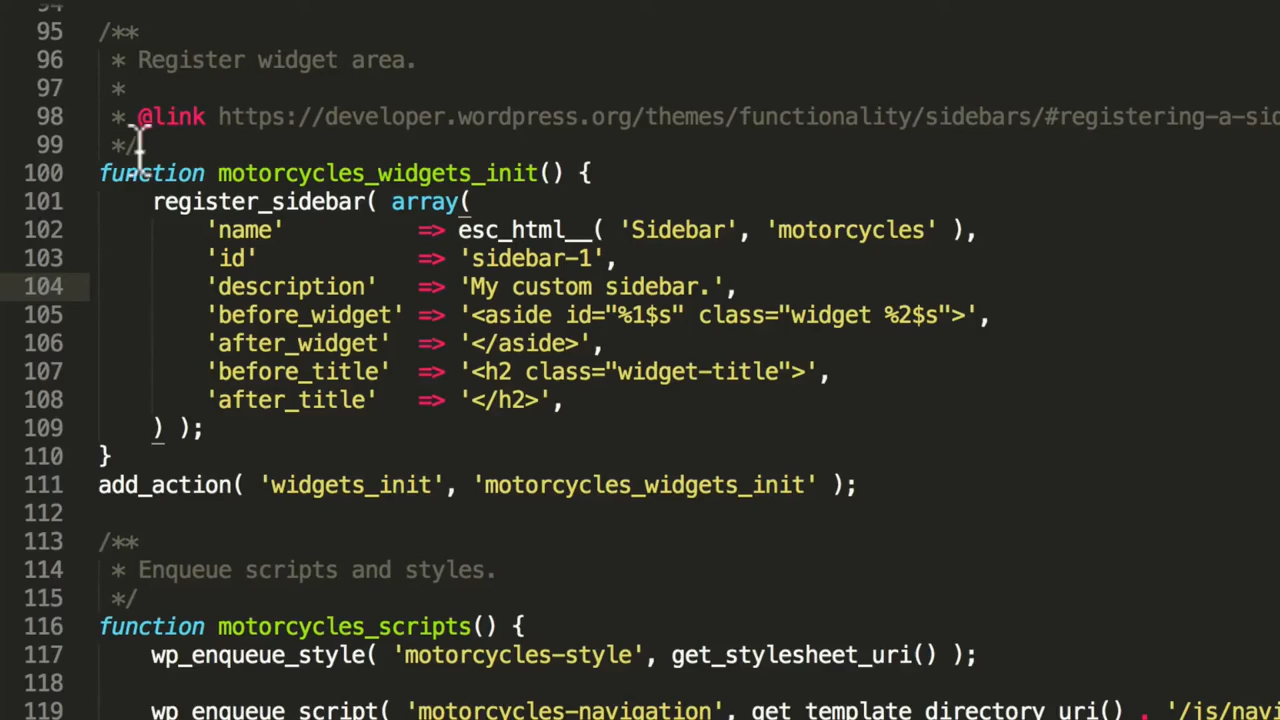 94
95 /**
96  * Register widget area.
97  *
98  * @link https://developer.wordpress.org/themes/functionality/sidebars/#registering-a-sid
99  */
100 function motorcycles_widgets_init() {
101     register_sidebar( array(
102         'name'          => esc_html__( 'Sidebar', 'motorcycles' ),
103         'id'            => 'sidebar-1',
104         'description'   => 'My custom sidebar.',
105         'before_widget' => '<aside id="%1$s" class="widget %2$s">',
106         'after_widget'  => '</aside>',
107         'before_title'  => '<h2 class="widget-title">',
108         'after_title'   => '</h2>',
109     ) );
110 }
111 add_action( 'widgets_init', 'motorcycles_widgets_init' );
112
113 /**
114  * Enqueue scripts and styles.
115  */
116 function motorcycles_scripts() {
117     wp_enqueue_style( 'motorcycles-style', get_stylesheet_uri() );
118
119     wp_enqueue_script( 'motorcycles-navigation', get_template_directory_uri() . '/js/navi